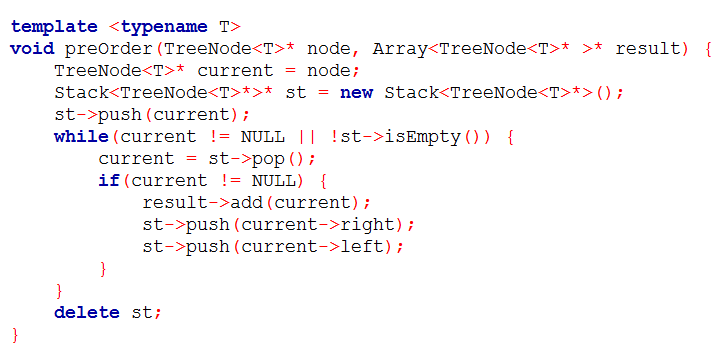 template <typename T>
void preOrder(TreeNode<T>* node, Array<TreeNode<T>* >* result) {
    TreeNode<T>* current = node;
    Stack<TreeNode<T>*>* st = new Stack<TreeNode<T>*>();
    st->push(current);
    while(current != NULL || !st->isEmpty()) {
        current = st->pop();
        if(current != NULL) {
            result->add(current);
            st->push(current->right);
            st->push(current->left);
        }
    }
    delete st;
}